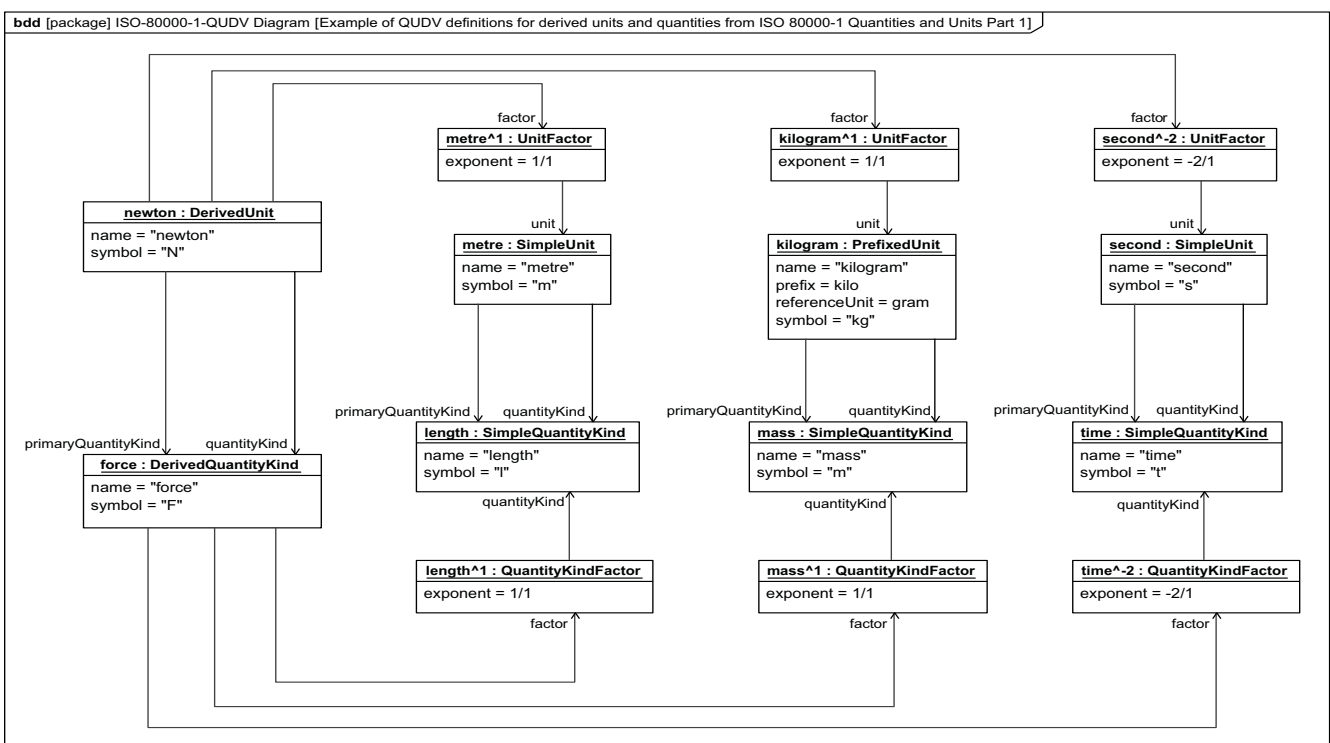 bdd [package] ISO-80000-1-QUDV Diagram [Example of QUDV definitions for derived units and quantities from ISO 80000-1 Quantities and Units Part 1]
factor
metre^1 : UnitFactor
exponent = 1/1
factor
kilogram^1 : UnitFactor
exponent = 1/1
factor
second^-2 : UnitFactor
exponent = -2/1
newton : DerivedUnit
name = "newton"
symbol = "N"
unit
metre : SimpleUnit
name = "metre"
symbol = "m"
unit
kilogram : PrefixedUnit
name = "kilogram"
prefix = kilo
referenceUnit = gram
symbol = "kg"
unit
second : SimpleUnit
name = "second"
symbol = "s"
primaryQuantityKind
quantityKind
force : DerivedQuantityKind
name = "force"
symbol = "F"
primaryQuantityKind
quantityKind
length : SimpleQuantityKind
name = "length"
symbol = "l"
quantityKind
primaryQuantityKind
quantityKind
mass : SimpleQuantityKind
name = "mass"
symbol = "m"
quantityKind
primaryQuantityKind
quantityKind
time : SimpleQuantityKind
name = "time"
symbol = "t"
quantityKind
length^1 : QuantityKindFactor
exponent = 1/1
factor
mass^1 : QuantityKindFactor
exponent = 1/1
factor
time^-2 : QuantityKindFactor
exponent = -2/1
factor